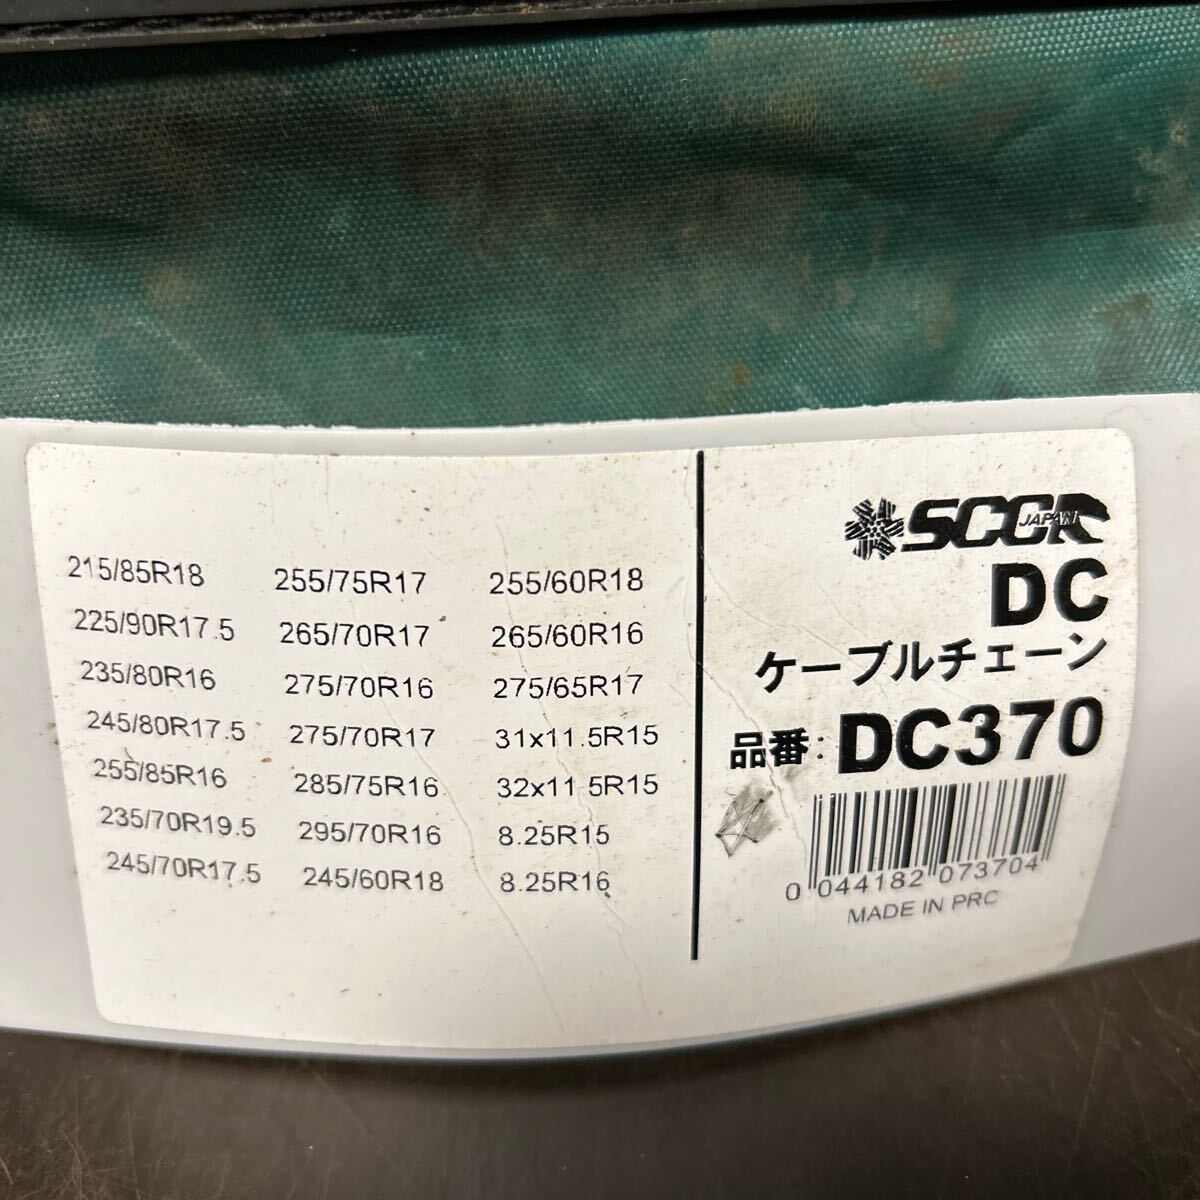 215/85R18 255/75R17 255/60R18
225/90R17.5 265/70R17 265/60R16
235/80R16 275/70R16 275/65R17
245/80R17.5 275/70R17 31x11.5R15
255/85R16 285/75R16 32x11.5R15
235/70R19.5 295/70R16 8.25R15
245/70R17.5 245/60R18 8.25R16
SCCR
JAPAN
DC
ケーブルチェーン
品番: DC370
0 044182 073704
MADE IN PRC